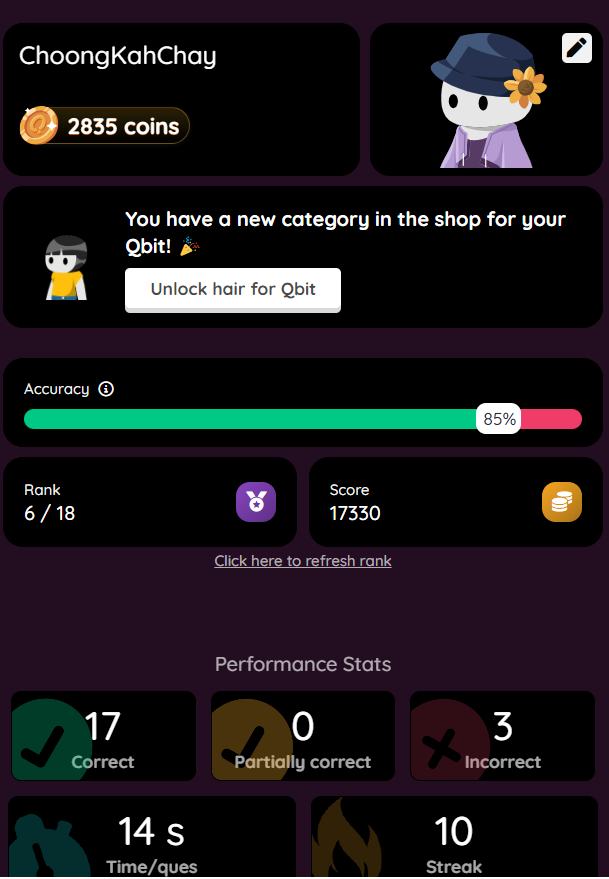 ChoongKahChay
2835 coins
You have a new category in the shop for your
Qbit! 🎉
Unlock hair for Qbit
Accuracy
85%
Rank
6 / 18
Score
17330
Click here to refresh rank
Performance Stats
17
Correct
0
Partially correct
3
Incorrect
14 s
Time/ques
10
Streak